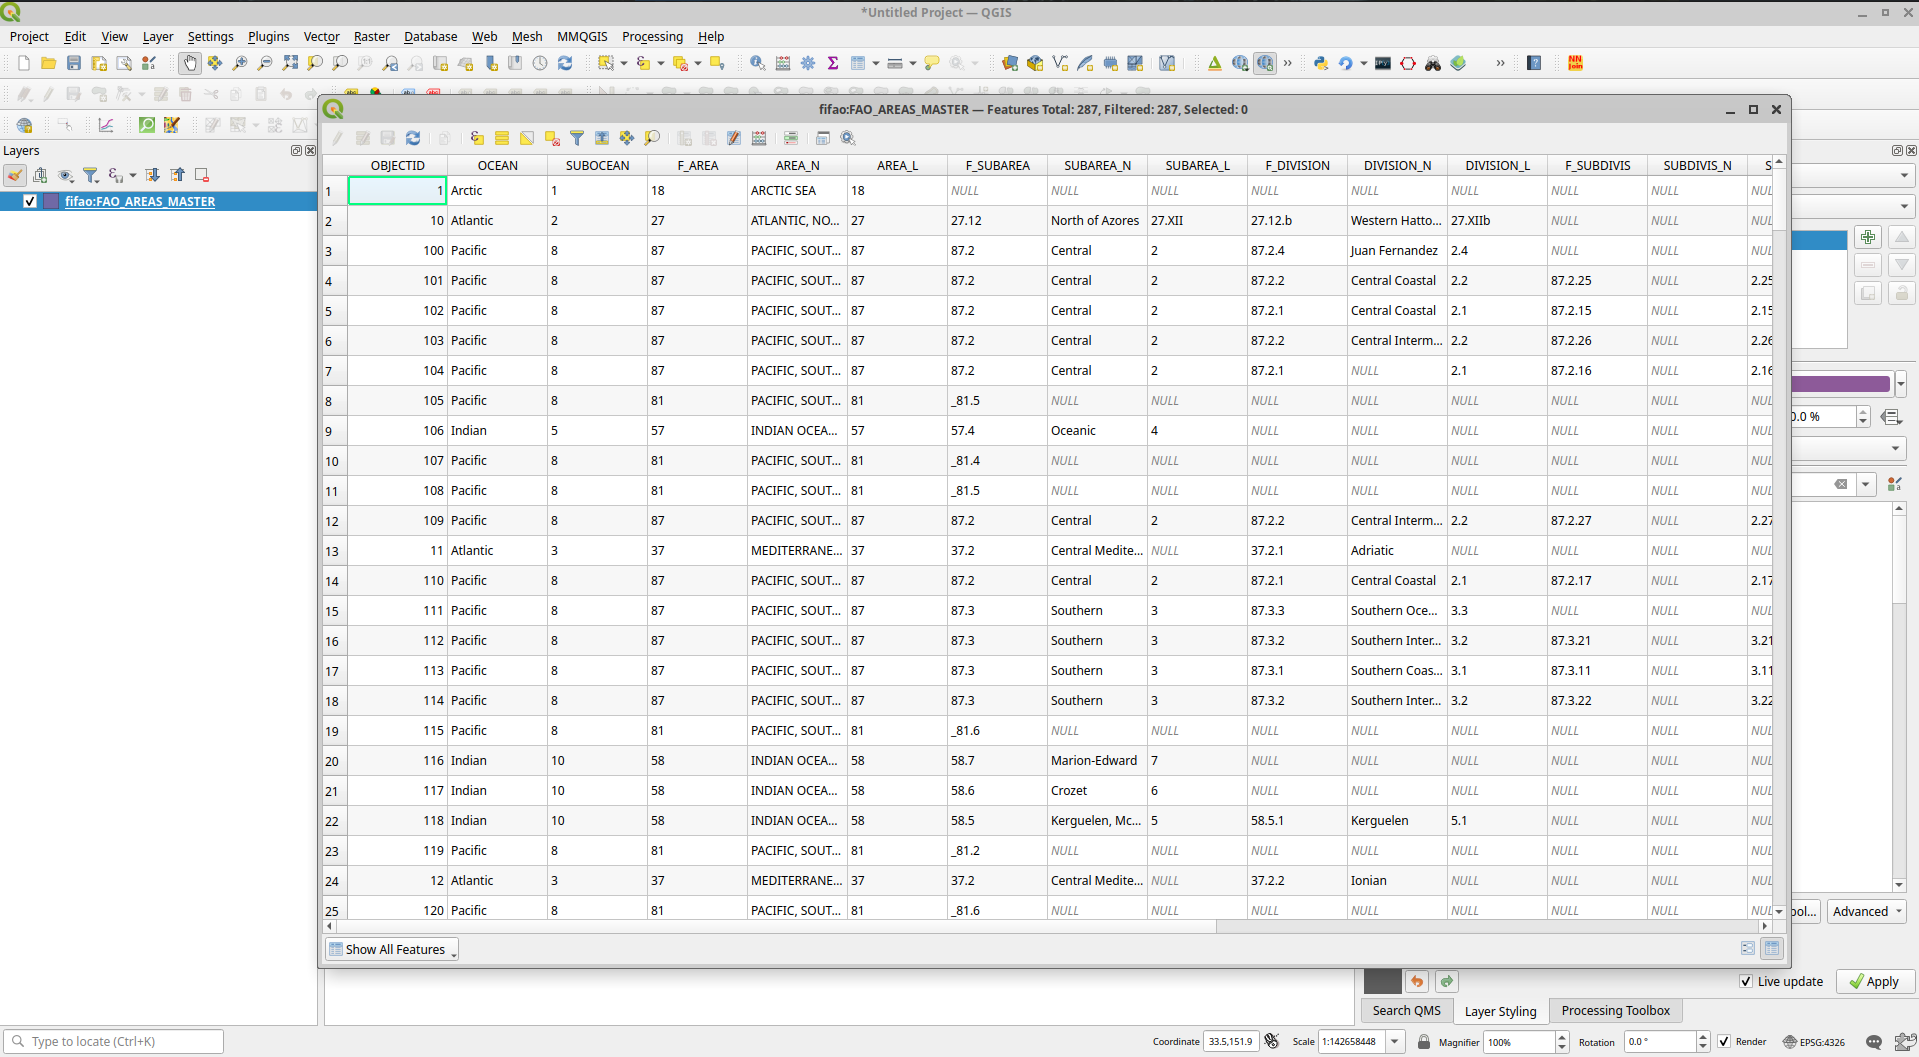 *Untitled Project — QGIS
Project Edit View Layer Settings Plugins Vector Raster Database Web Mesh MMQGIS Processing Help
NN join
fifao:FAO_AREAS_MASTER — Features Total: 287, Filtered: 287, Selected: 0
Layers
fifao:FAO_AREAS_MASTER
OBJECTID OCEAN SUBOCEAN F_AREA AREA_N AREA_L F_SUBAREA SUBAREA_N SUBAREA_L F_DIVISION DIVISION_N DIVISION_L F_SUBDIVIS SUBDIVIS_N S
1 1 Arctic 1 18 ARCTIC SEA 18 NULL NULL NULL NULL NULL NULL NULL NULL NUL
2 10 Atlantic 2 27 ATLANTIC, NO... 27 27.12 North of Azores 27.XII 27.12.b Western Hatto... 27.XIIb NULL NULL NUL
3 100 Pacific 8 87 PACIFIC, SOUT... 87 87.2 Central 2 87.2.4 Juan Fernandez 2.4 NULL NULL NUL
4 101 Pacific 8 87 PACIFIC, SOUT... 87 87.2 Central 2 87.2.2 Central Coastal 2.2 87.2.25 NULL 2.25
5 102 Pacific 8 87 PACIFIC, SOUT... 87 87.2 Central 2 87.2.1 Central Coastal 2.1 87.2.15 NULL 2.15
6 103 Pacific 8 87 PACIFIC, SOUT... 87 87.2 Central 2 87.2.2 Central Interm... 2.2 87.2.26 NULL 2.26
7 104 Pacific 8 87 PACIFIC, SOUT... 87 87.2 Central 2 87.2.1 NULL 2.1 87.2.16 NULL 2.16
8 105 Pacific 8 81 PACIFIC, SOUT... 81 _81.5 NULL NULL NULL NULL NULL NULL NULL NUL
9 106 Indian 5 57 INDIAN OCEA... 57 57.4 Oceanic 4 NULL NULL NULL NULL NULL NUL
10 107 Pacific 8 81 PACIFIC, SOUT... 81 _81.4 NULL NULL NULL NULL NULL NULL NULL NUL
11 108 Pacific 8 81 PACIFIC, SOUT... 81 _81.5 NULL NULL NULL NULL NULL NULL NULL NUL
12 109 Pacific 8 87 PACIFIC, SOUT... 87 87.2 Central 2 87.2.2 Central Interm... 2.2 87.2.27 NULL 2.27
13 11 Atlantic 3 37 MEDITERRANE... 37 37.2 Central Medite... NULL 37.2.1 Adriatic NULL NULL NULL NUL
14 110 Pacific 8 87 PACIFIC, SOUT... 87 87.2 Central 2 87.2.1 Central Coastal 2.1 87.2.17 NULL 2.17
15 111 Pacific 8 87 PACIFIC, SOUT... 87 87.3 Southern 3 87.3.3 Southern Oce... 3.3 NULL NULL NUL
16 112 Pacific 8 87 PACIFIC, SOUT... 87 87.3 Southern 3 87.3.2 Southern Inter... 3.2 87.3.21 NULL 3.21
17 113 Pacific 8 87 PACIFIC, SOUT... 87 87.3 Southern 3 87.3.1 Southern Coas... 3.1 87.3.11 NULL 3.11
18 114 Pacific 8 87 PACIFIC, SOUT... 87 87.3 Southern 3 87.3.2 Southern Inter... 3.2 87.3.22 NULL 3.22
19 115 Pacific 8 81 PACIFIC, SOUT... 81 _81.6 NULL NULL NULL NULL NULL NULL NULL NUL
20 116 Indian 10 58 INDIAN OCEA... 58 58.7 Marion-Edward 7 NULL NULL NULL NULL NULL NUL
21 117 Indian 10 58 INDIAN OCEA... 58 58.6 Crozet 6 NULL NULL NULL NULL NULL NUL
22 118 Indian 10 58 INDIAN OCEA... 58 58.5 Kerguelen, Mc... 5 58.5.1 Kerguelen 5.1 NULL NULL NUL
23 119 Pacific 8 81 PACIFIC, SOUT... 81 _81.2 NULL NULL NULL NULL NULL NULL NULL NUL
24 12 Atlantic 3 37 MEDITERRANE... 37 37.2 Central Medite... NULL 37.2.2 Ionian NULL NULL NULL NUL
25 120 Pacific 8 81 PACIFIC, SOUT... 81 _81.6 NULL NULL NULL NULL NULL NULL NULL NUL
0.0 %
ool... Advanced
Show All Features
Live update Apply
Search QMS Layer Styling Processing Toolbox
Type to locate (Ctrl+K) Coordinate 33.5,151.9 Scale 1:142658448 Magnifier 100% Rotation 0.0 ° Render EPSG:4326